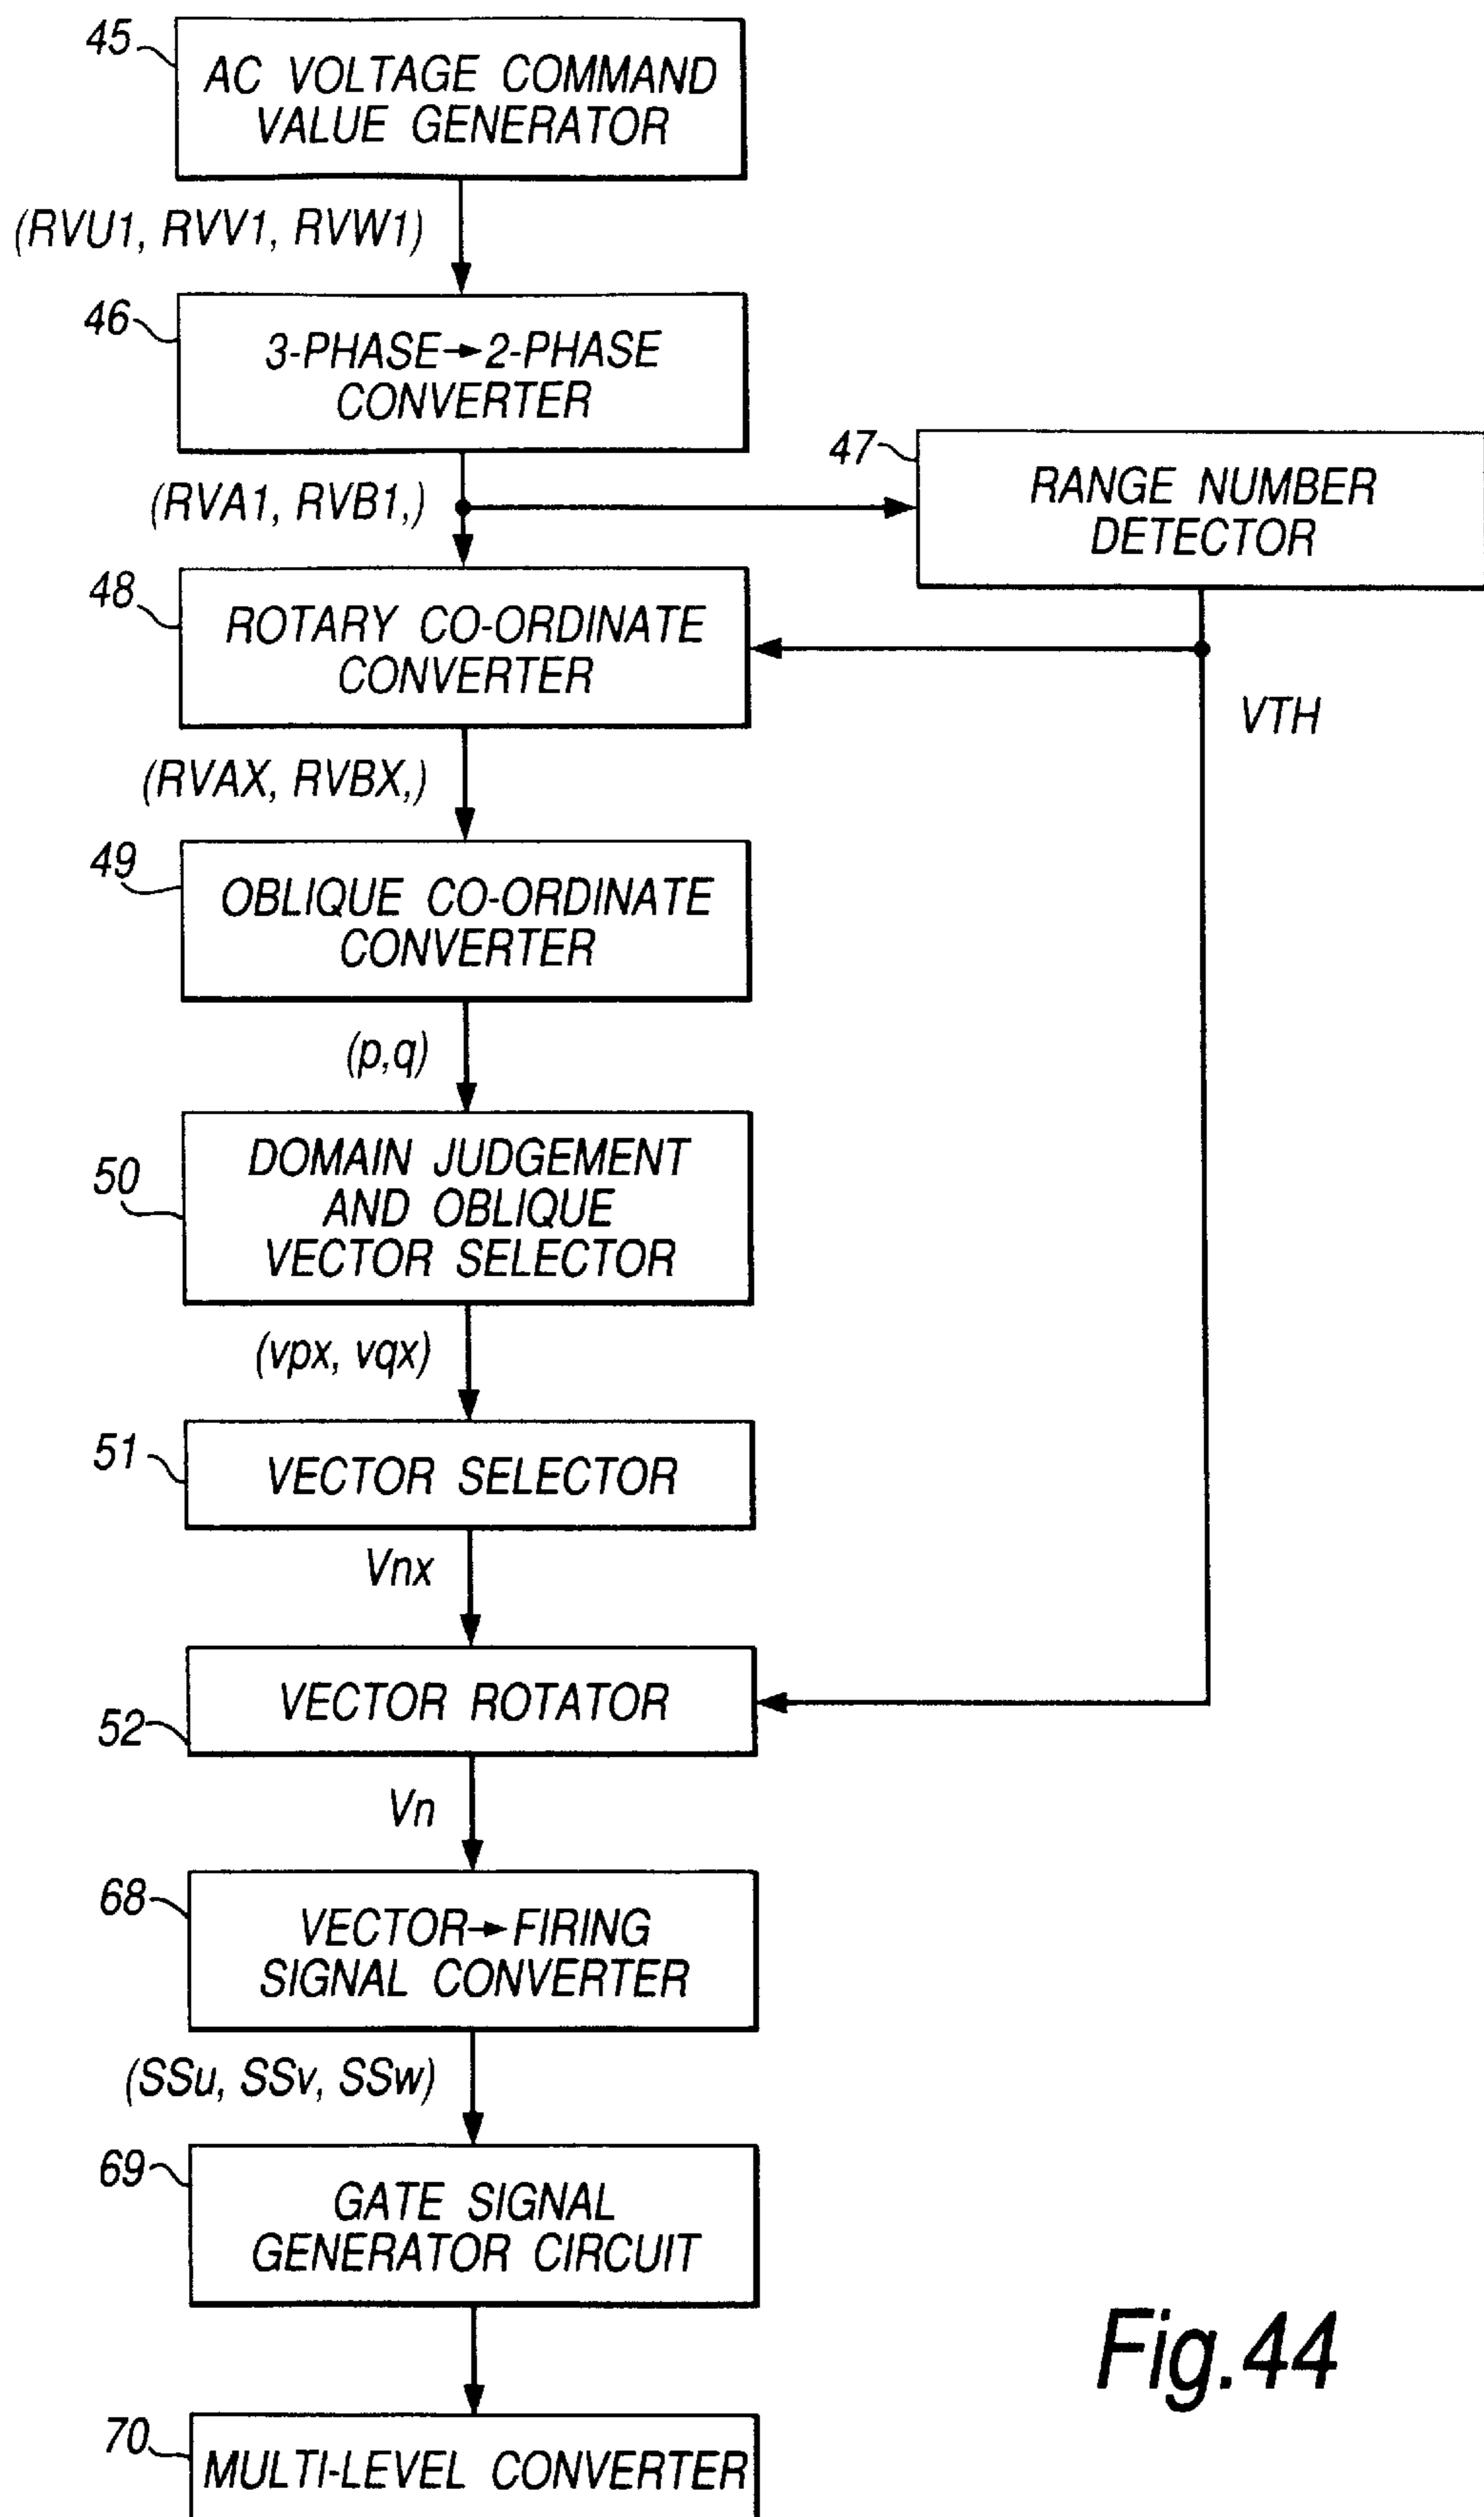 45
AC VOLTAGE COMMAND
VALUE GENERATOR
(RVU1, RVV1, RVW1)
46
3-PHASE→2-PHASE
CONVERTER
47
RANGE NUMBER
DETECTOR
(RVA1, RVB1,)
48
ROTARY CO-ORDINATE
CONVERTER
VTH
(RVAX, RVBX,)
49
OBLIQUE CO-ORDINATE
CONVERTER
(p,q)
50
DOMAIN JUDGEMENT
AND OBLIQUE
VECTOR SELECTOR
(vpx, vqx)
51
VECTOR SELECTOR
Vnx
52
VECTOR ROTATOR
Vn
68
VECTOR→FIRING
SIGNAL CONVERTER
(SSu, SSv, SSw)
69
GATE SIGNAL
GENERATOR CIRCUIT
70
MULTI-LEVEL CONVERTER
Fig.44